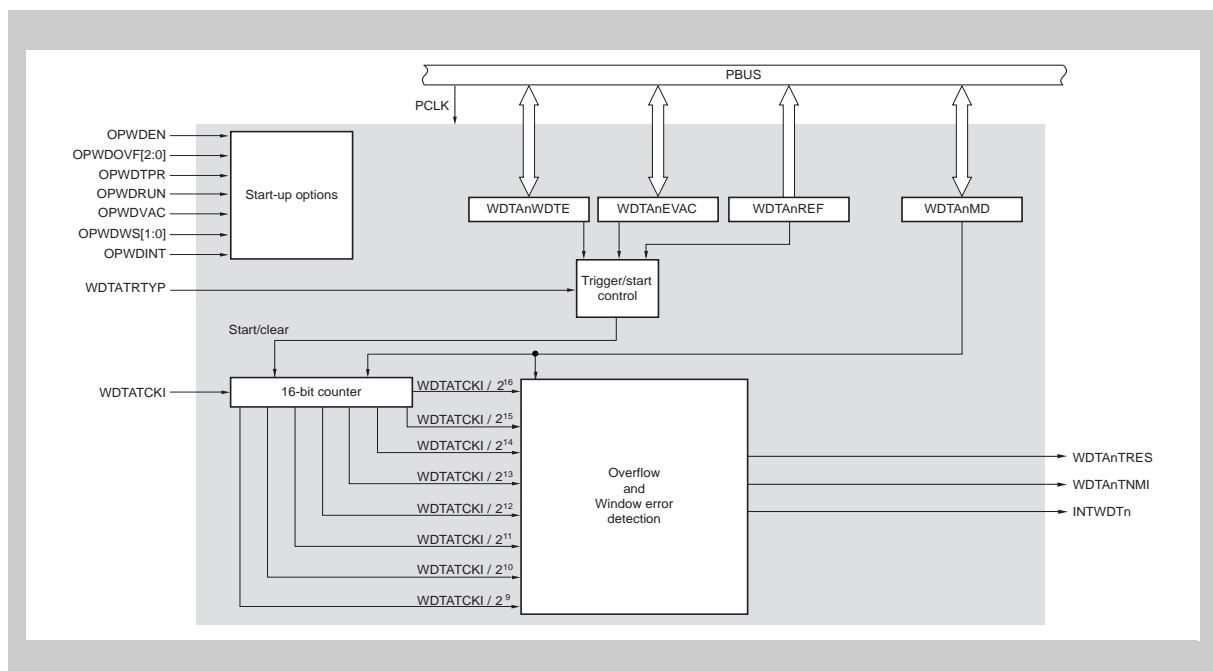 PBUS
PCLK
OPWDEN
OPWDOVF[2:0]
OPWDTPR
OPWDRUN
OPWDVAC
OPWDWS[1:0]
OPWDINT
Start-up options
WDTAnWDTE
WDTAnEVAC
WDTAnREF
WDTAnMD
WDTATRTYP
Trigger/start
control
Start/clear
WDTATCKI
16-bit counter
WDTATCKI / 2¹⁶
WDTATCKI / 2¹⁵
WDTATCKI / 2¹⁴
WDTATCKI / 2¹³
WDTATCKI / 2¹²
WDTATCKI / 2¹¹
WDTATCKI / 2¹⁰
WDTATCKI / 2⁹
Overflow
and
Window error
detection
WDTAnTRES
WDTAnTNMI
INTWDTn